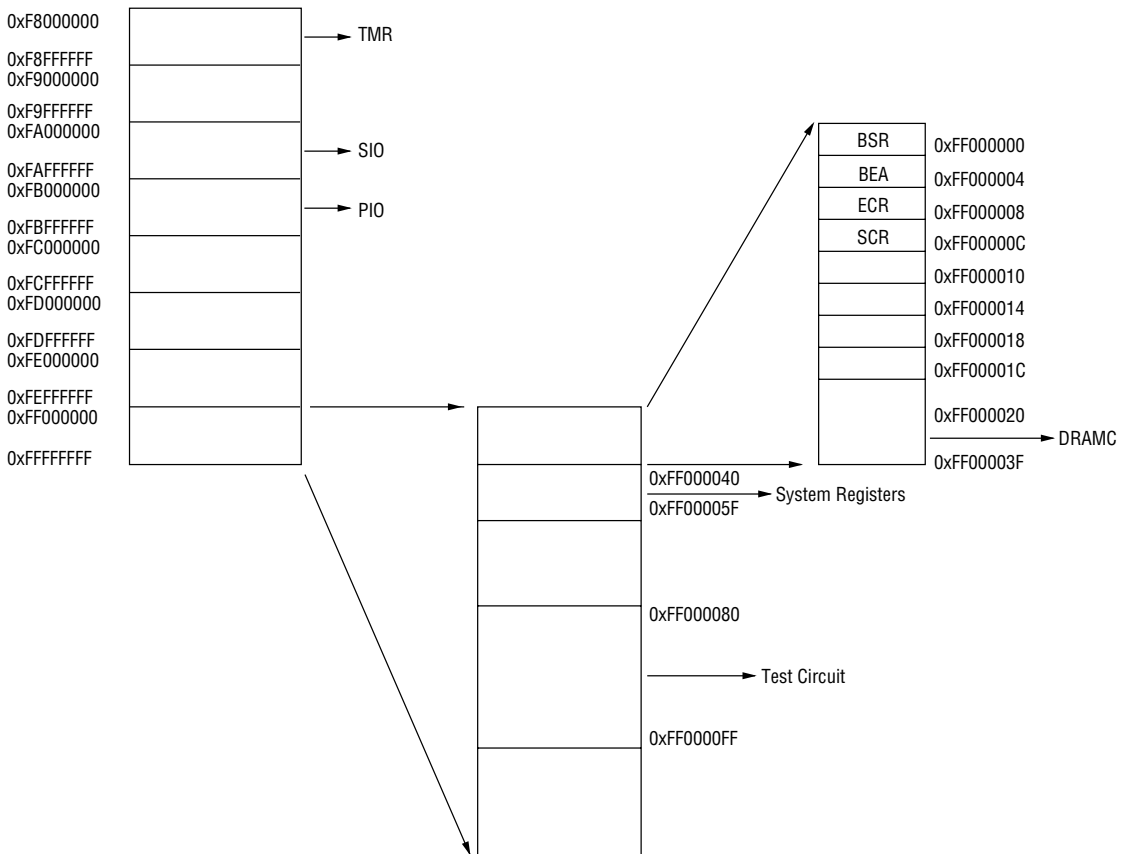 0xF8000000
TMR
0xF8FFFFFF
0xF9000000
0xF9FFFFFF
0xFA000000
SIO
0xFAFFFFFF
0xFB000000
PIO
0xFBFFFFFF
0xFC000000
0xFCFFFFFF
0xFD000000
0xFDFFFFFF
0xFE000000
0xFEFFFFFF
0xFF000000
0xFFFFFFFF
0xFF000040
System Registers
0xFF00005F
0xFF000080
Test Circuit
0xFF0000FF
BSR 0xFF000000
BEA 0xFF000004
ECR 0xFF000008
SCR 0xFF00000C
0xFF000010
0xFF000014
0xFF000018
0xFF00001C
0xFF000020
DRAMC
0xFF00003F